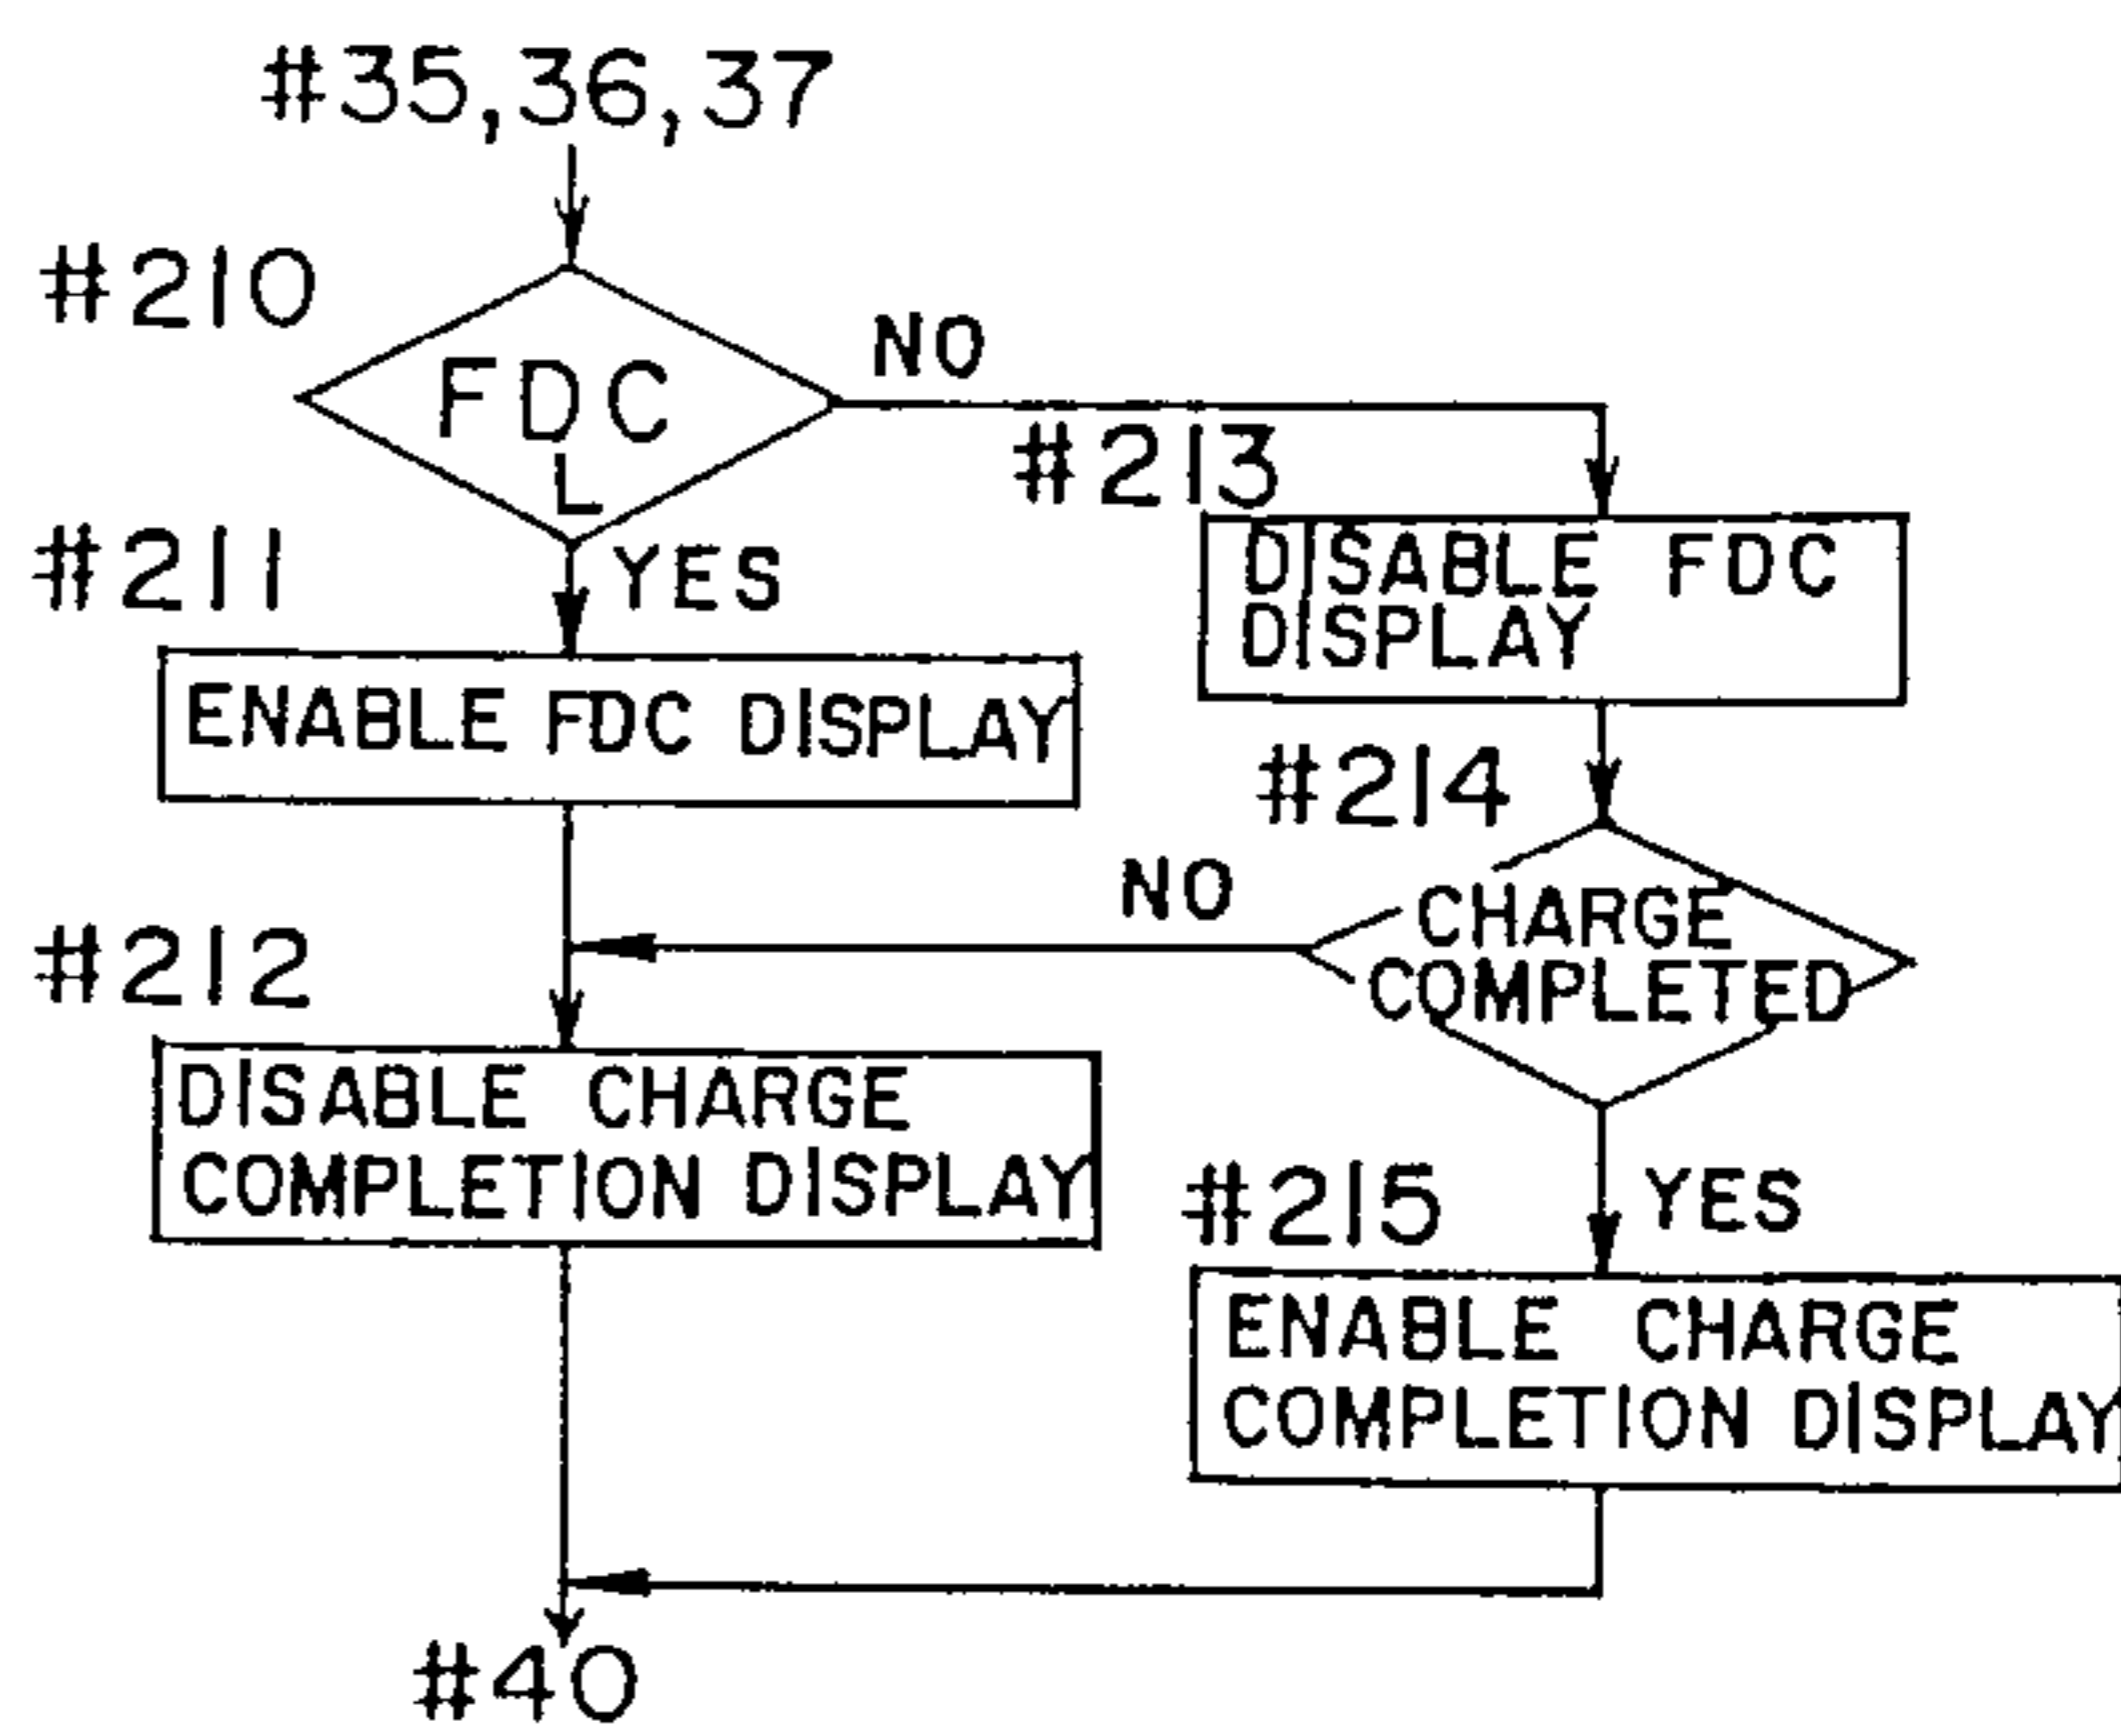 #35,36,37
#210
FDC
L
NO
#213
DISABLE FDC
DISPLAY
#211
YES
ENABLE FDC DISPLAY
#214
CHARGE
COMPLETED
NO
#212
DISABLE CHARGE
COMPLETION DISPLAY
#215
YES
ENABLE CHARGE
COMPLETION DISPLAY
#40